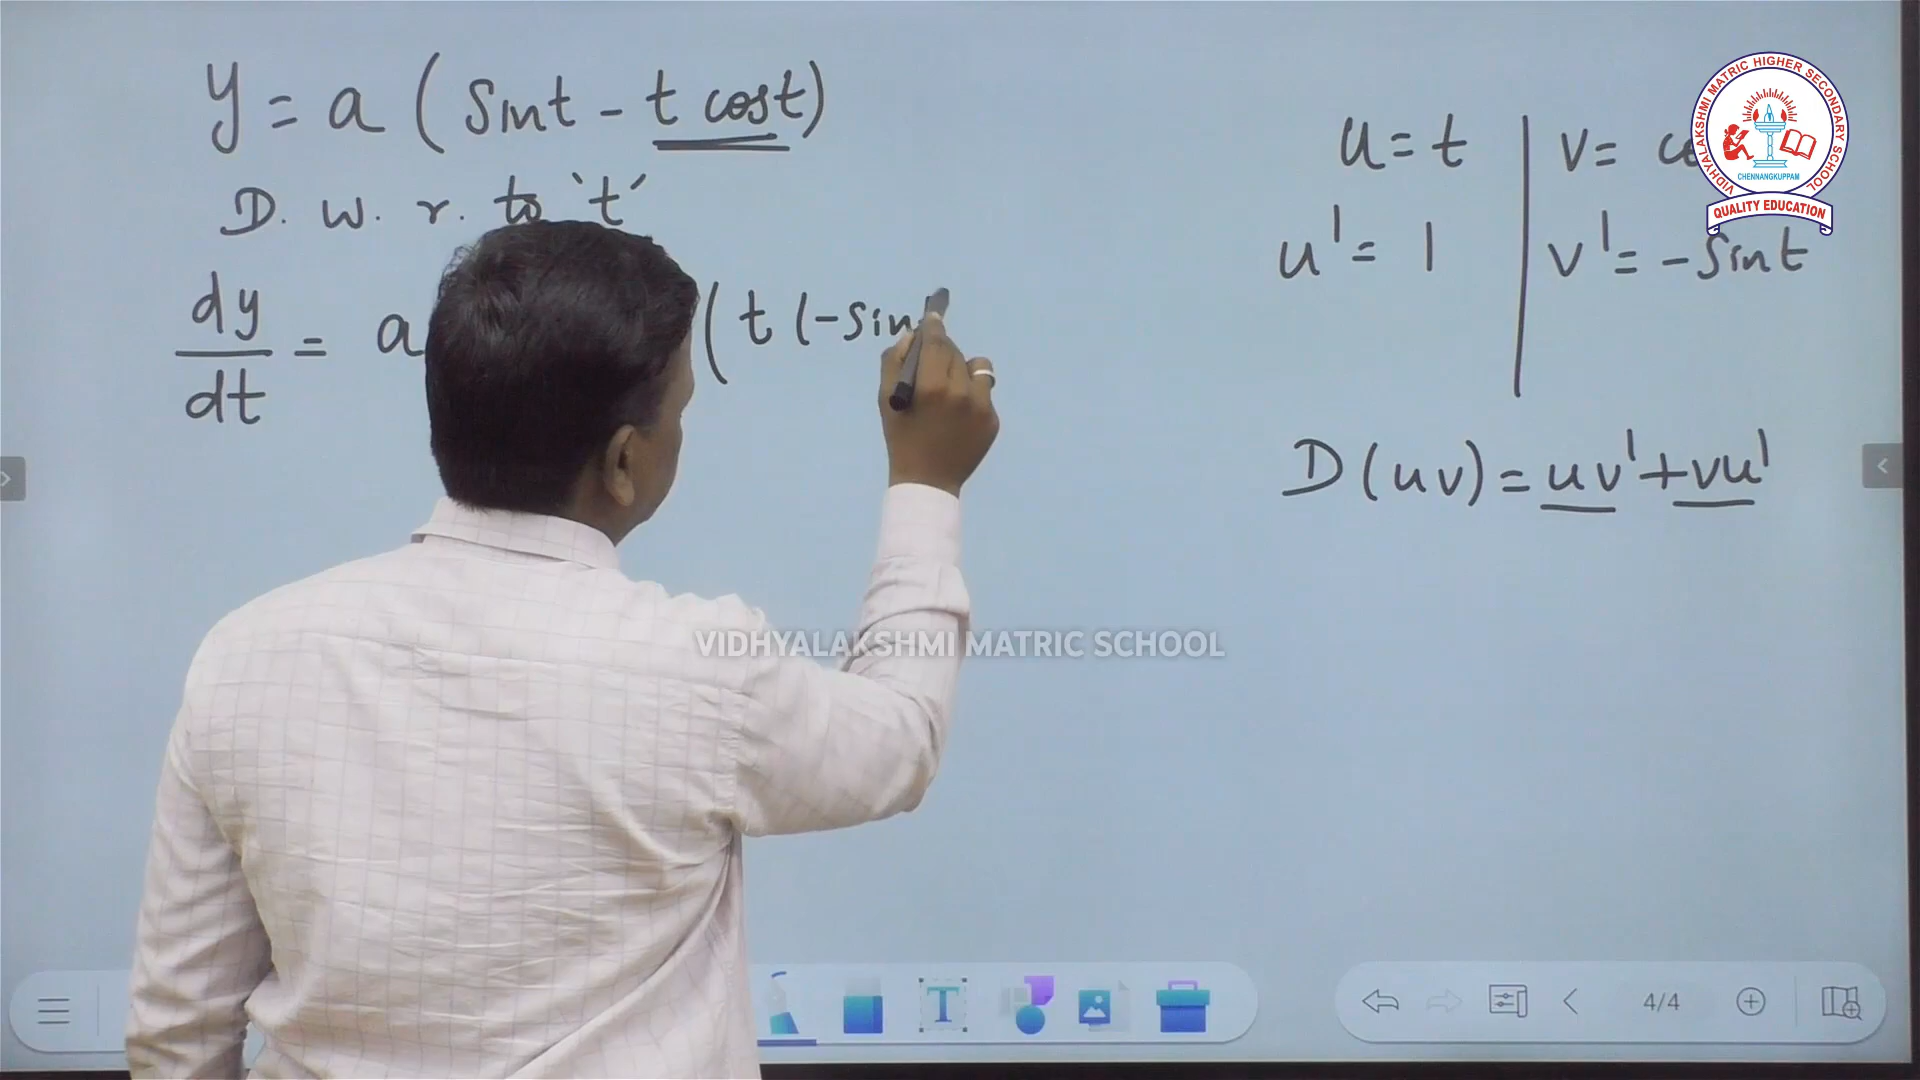 y = a ( sint - t cost)
D. w. r. to 't'
dy/dt = a ( t (-sin
u = t | v =
u' = 1 | v' = - sint
D (uv) = uv' + vu'
VIDHYALAKSHMI MATRIC HIGHER SECONDARY SCHOOL
CHENNANGKUPPAM
QUALITY EDUCATION
VIDHYALAKSHMI MATRIC SCHOOL
T
4/4